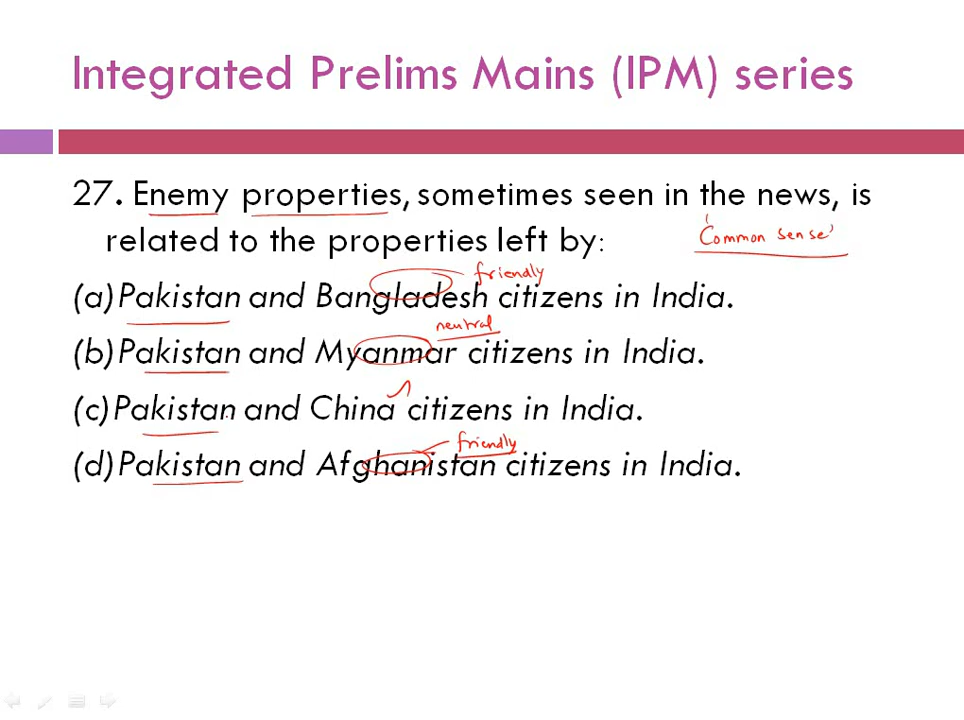 Integrated Prelims Mains (IPM) series
27. Enemy properties, sometimes seen in the news, is
related to the properties left by:
'Common sense'
friendly
(a)Pakistan and Bangladesh citizens in India.
neutral
(b)Pakistan and Myanmar citizens in India.
(c)Pakistan and China citizens in India.
friendly
(d)Pakistan and Afghanistan citizens in India.